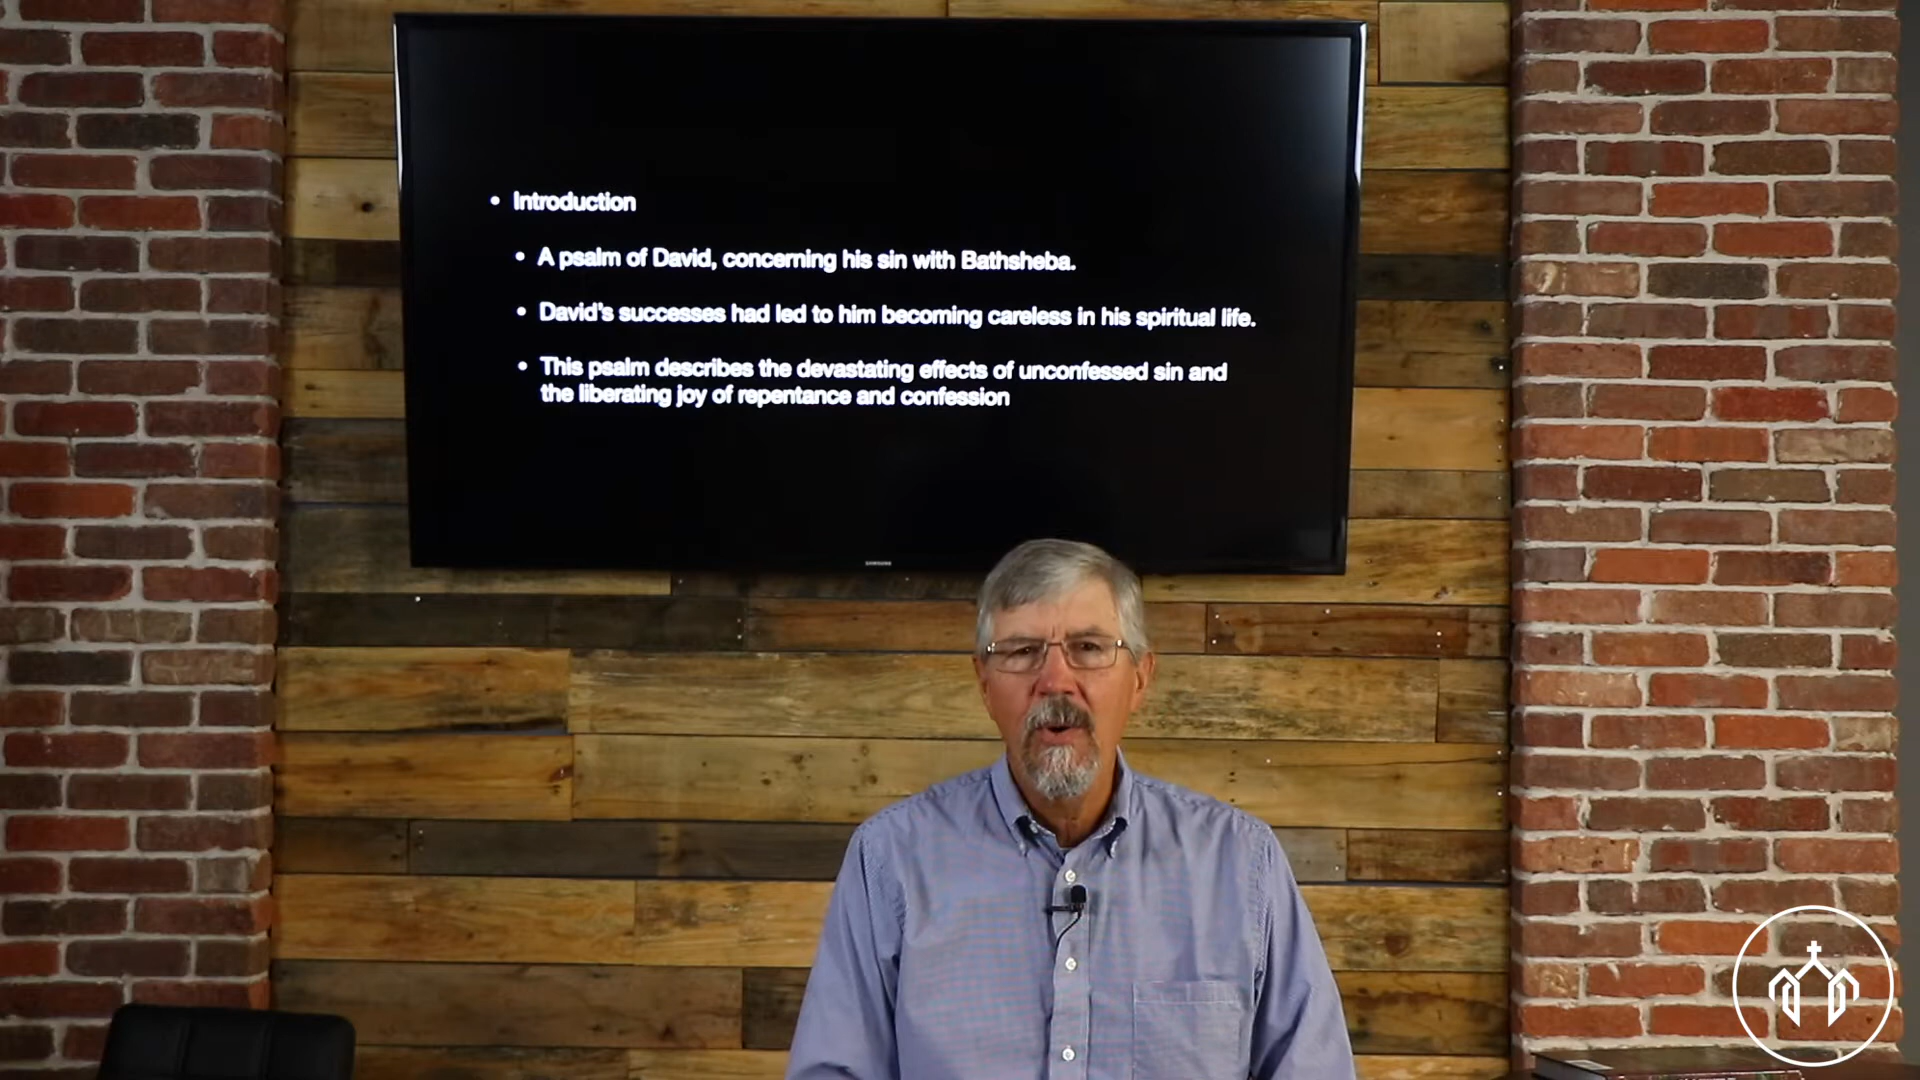 • Introduction
• A psalm of David, concerning his sin with Bathsheba.
• David's successes had led to him becoming careless in his spiritual life.
• This psalm describes the devastating effects of unconfessed sin and
the liberating joy of repentance and confession
SAMSUNG